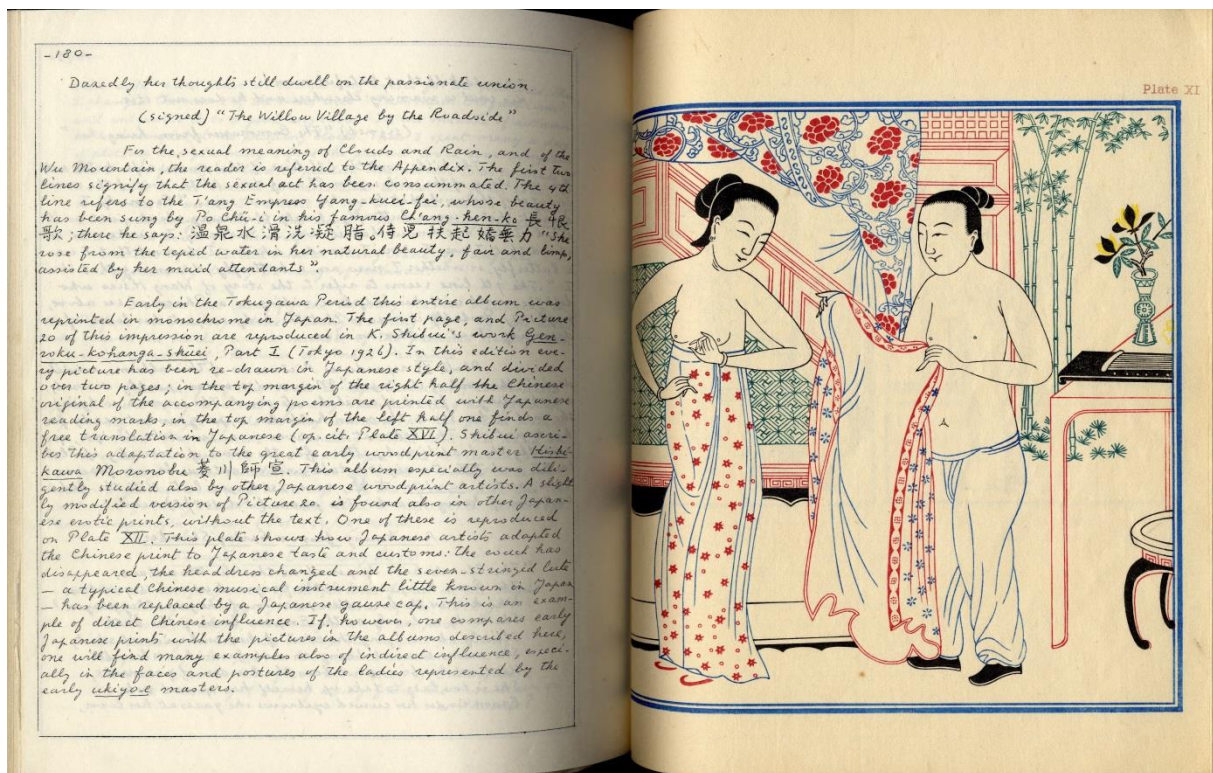 -180-
Dazedly her thoughts still dwell on the passionate union.
(signed) "The Willow Village by the Roadside"
For the sexual meaning of Clouds and Rain, and of the
Wu Mountain, the reader is referred to the Appendix. The first two
lines signify that the sexual act has been consummated. The 4th
line refers to the T'ang Empress Yang-kuei-fei, whose beauty
has been sung by Po Chü-i in his famous Ch'ang-hen-ko 長恨
歌; there he says: 温泉水滑洗凝脂。侍児扶起嬌無力 "She
rose from the tepid water in her natural beauty, fair and limp,
assisted by her maid attendants".
Early in the Tokugawa Period this entire album was
reprinted in monochrome in Japan. The first page, and Picture
20 of this impression are reproduced in K. Shibui's work Gen-
roku-kohanga-shūei, Part I (Tokyo 1926). In this edition eve-
ry picture has been re-drawn in Japanese style, and divided
over two pages; in the top margin of the right half the Chinese
original of the accompanying poems are printed with Japanese
reading marks, in the top margin of the left half one finds a
free translation in Japanese (op. cit. Plate XVI). Shibui ascri-
bes this adaptation to the great early woodprint master Hishi-
kawa Moronobu 菱川師宣. This album especially was dili-
gently studied also by other Japanese woodprint artists. A slight
ly modified version of Picture 20 is found also in other Japan-
ese erotic prints, without the text. One of these is reproduced
on Plate XII. This plate shows how Japanese artists adapted
the Chinese print to Japanese taste and customs: the couch has
disappeared, the headdress changed and the seven-stringed lute
— a typical Chinese musical instrument little known in Japan
— has been replaced by a Japanese gauze cap. This is an exam-
ple of direct Chinese influence. If, however, one compares early
Japanese prints with the pictures in the albums described here,
one will find many examples also of indirect influence, especi-
ally in the faces and postures of the ladies represented by the
early ukiyo-e masters.
Plate XI